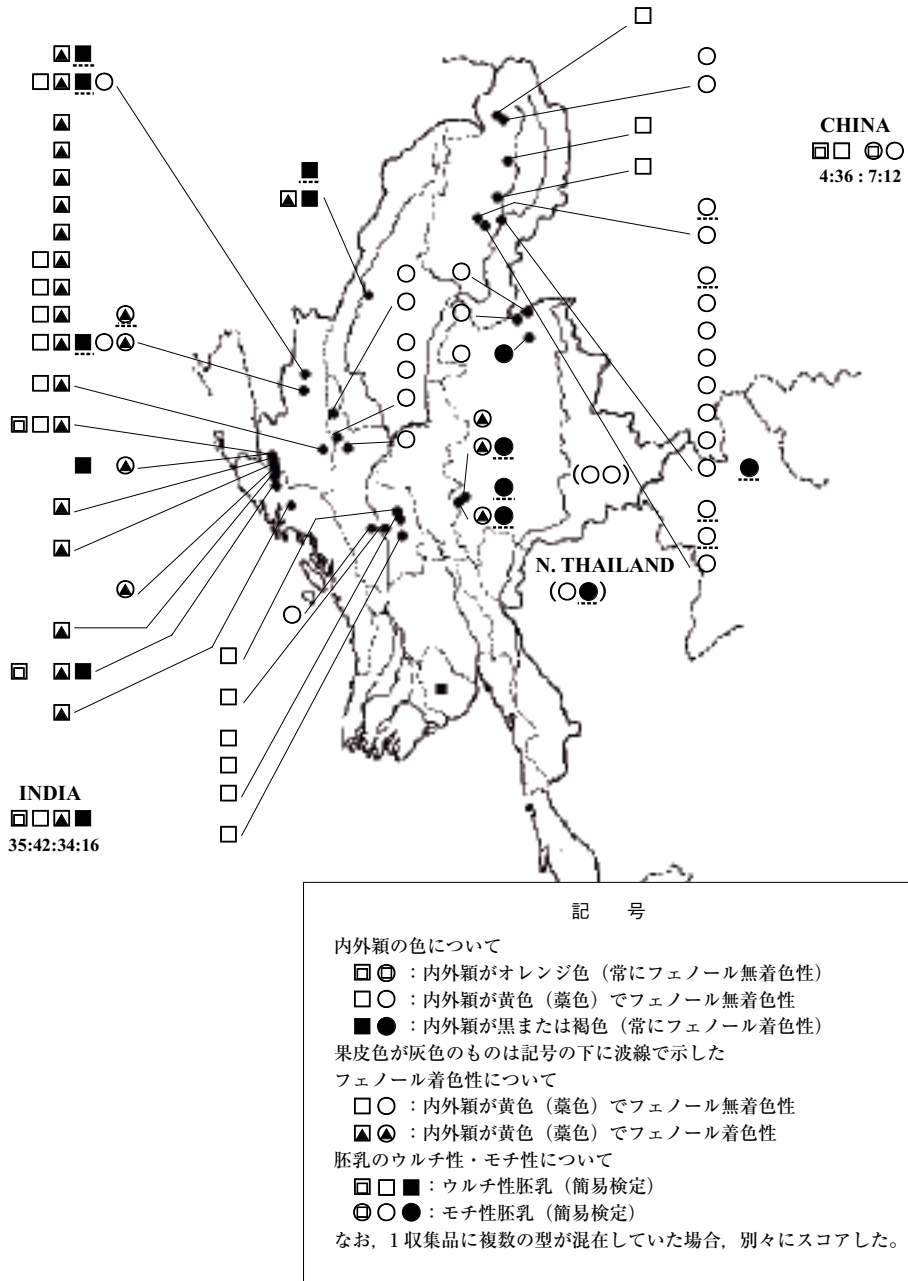 CHINA
4:36 : 7:12
N. THAILAND
INDIA
35:42:34:16
記 号
内外穎の色について
：内外穎がオレンジ色（常にフェノール無着色性）
：内外穎が黄色（藁色）でフェノール無着色性
：内外穎が黒または褐色（常にフェノール着色性）
果皮色が灰色のものは記号の下に波線で示した
フェノール着色性について
：内外穎が黄色（藁色）でフェノール無着色性
：内外穎が黄色（藁色）でフェノール着色性
胚乳のウルチ性・モチ性について
：ウルチ性胚乳（簡易検定）
：モチ性胚乳（簡易検定）
なお，1収集品に複数の型が混在していた場合，別々にスコアした。